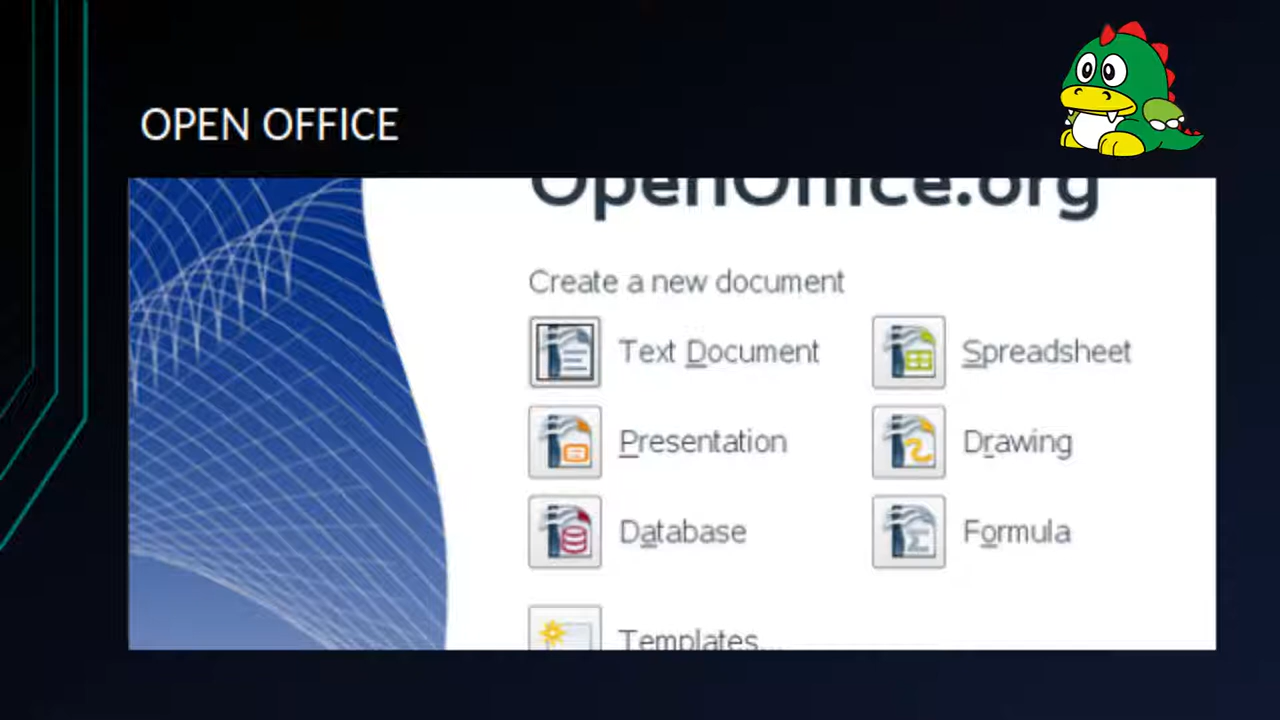 OPEN OFFICE
OpenOffice.org
Create a new document
Text Document
Spreadsheet
Presentation
Drawing
Database
Formula
Templates...